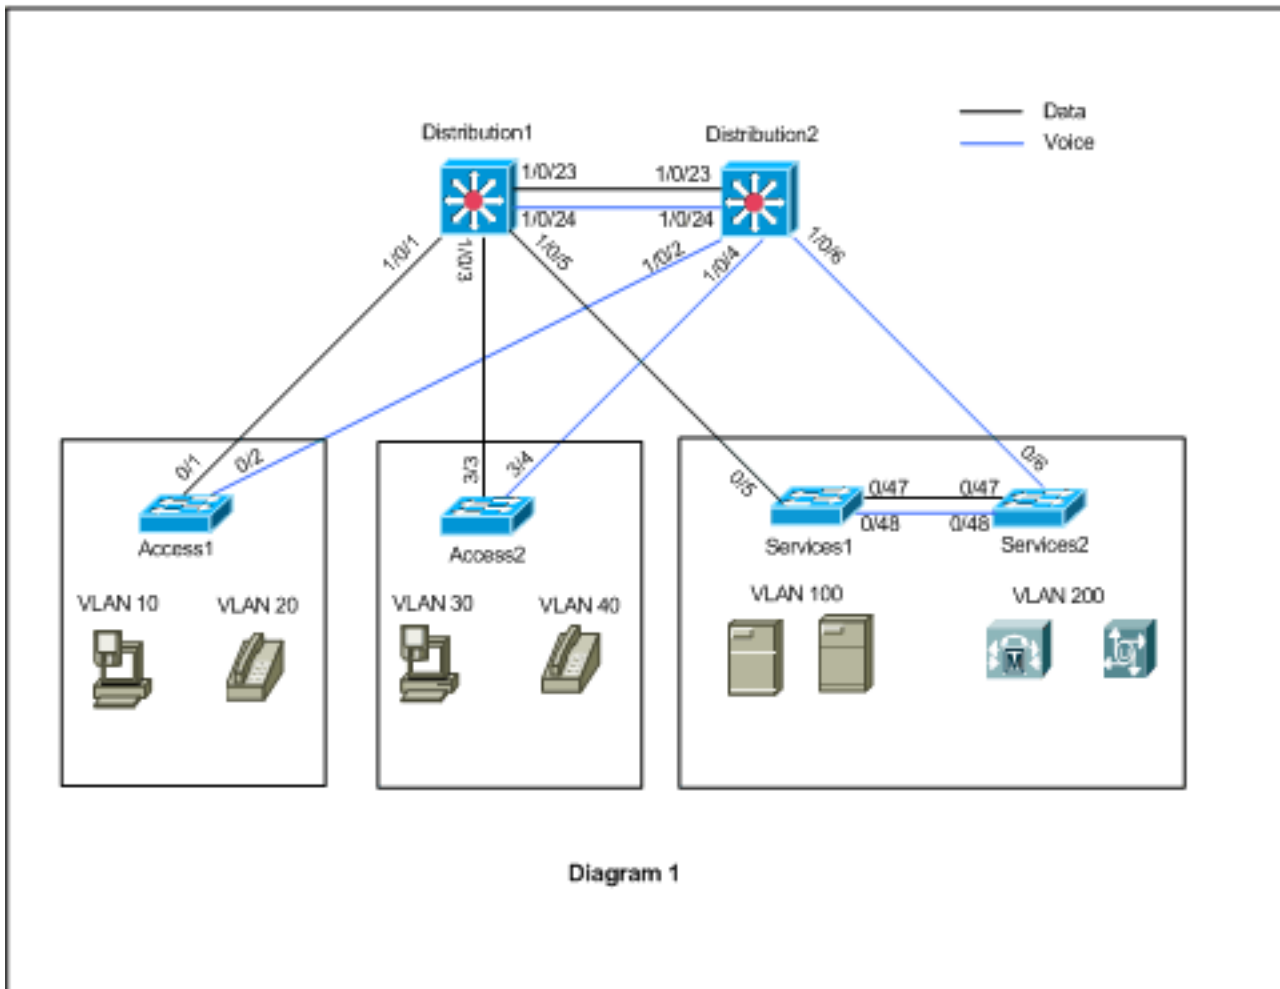 Data
Voice
Distribution1
Distribution2
1/0/23
1/0/23
1/0/24
1/0/24
1/0/1
1/0/3
1/0/5
1/0/2
1/0/4
1/0/6
0/1
0/2
3/3
3/4
0/5
0/6
0/47
0/47
0/48
0/48
Access1
Access2
Services1
Services2
VLAN 10
VLAN 20
VLAN 30
VLAN 40
VLAN 100
VLAN 200
M
U
Diagram 1